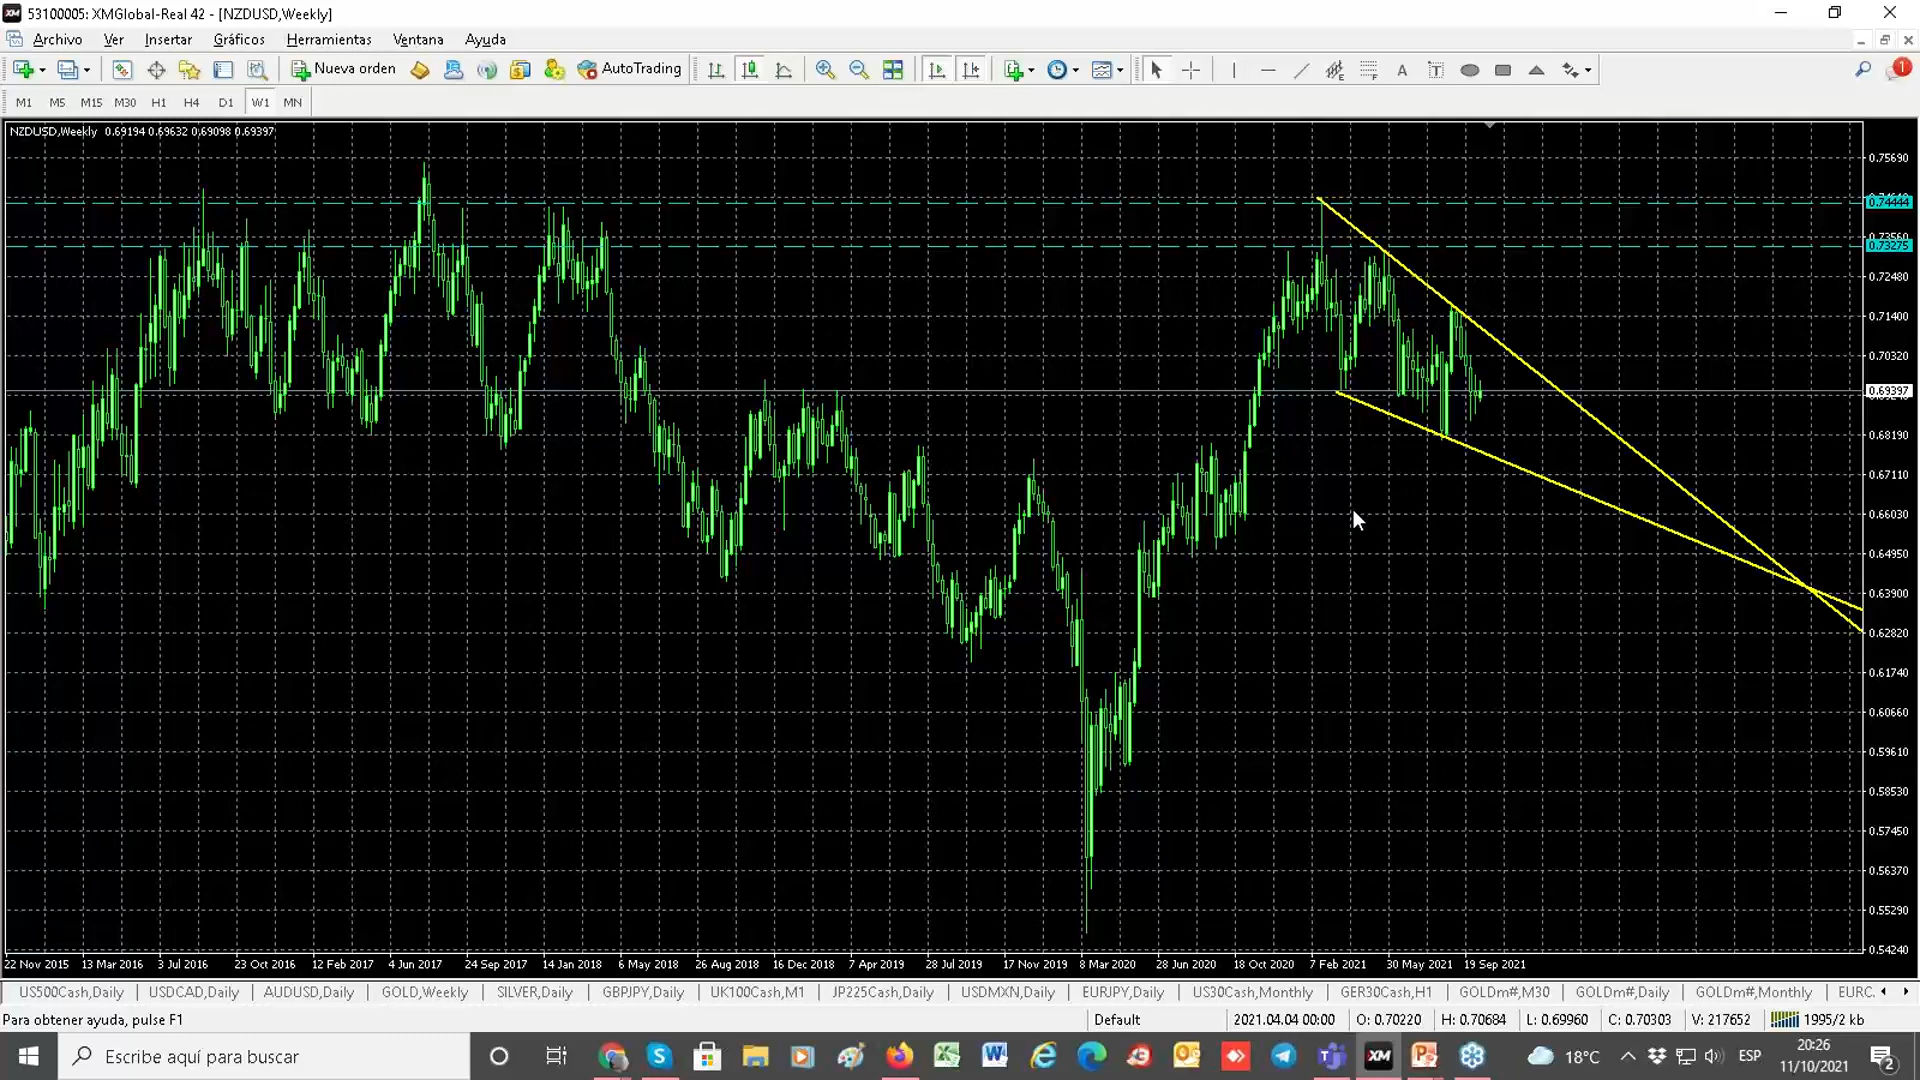 53100005: XMGlobal-Real 42 - [NZDUSD,Weekly]
Archivo Ver Insertar Gráficos Herramientas Ventana Ayuda
Nueva orden AutoTrading
1
M1 M5 M15 M30 H1 H4 D1 W1 MN
NZDUSD,Weekly 0.69194 0.69632 0.69098 0.69397
0.75690
0.74444
0.73560
0.73275
0.72480
0.71400
0.70320
0.69397
0.68190
0.67110
0.66030
0.64950
0.63900
0.62820
0.61740
0.60660
0.59610
0.58530
0.57450
0.56370
0.55290
0.54240
22 Nov 2015 13 Mar 2016 3 Jul 2016 23 Oct 2016 12 Feb 2017 4 Jun 2017 24 Sep 2017 14 Jan 2018 6 May 2018 26 Aug 2018 16 Dec 2018 7 Apr 2019 28 Jul 2019 17 Nov 2019 8 Mar 2020 28 Jun 2020 18 Oct 2020 7 Feb 2021 30 May 2021 19 Sep 2021
US500Cash,Daily USDCAD,Daily AUDUSD,Daily GOLD,Weekly SILVER,Daily GBPJPY,Daily UK100Cash,M1 JP225Cash,Daily USDMXN,Daily EURJPY,Daily US30Cash,Monthly GER30Cash,H1 GOLDm#,M30 GOLDm#,Daily GOLDm#,Monthly EURC
Para obtener ayuda, pulse F1 Default 2021.04.04 00:00 O: 0.70220 H: 0.70684 L: 0.69960 C: 0.70303 V: 217652 1995/2 kb
Escribe aquí para buscar 18°C ESP 20:26
11/10/2021 2